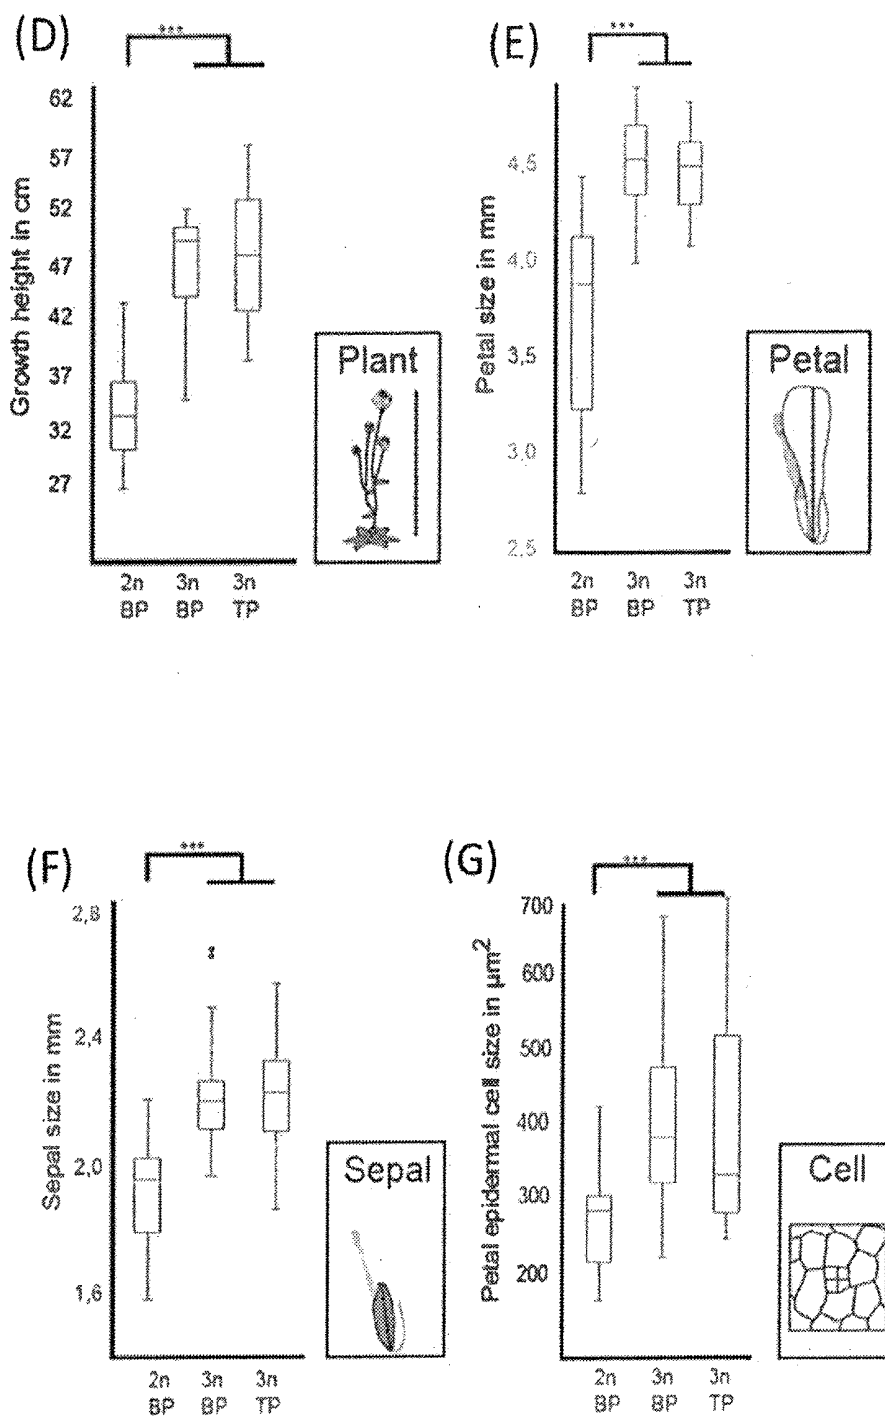 (D)
***
Growth height in cm
62
57
52
47
42
37
32
27
2n
BP
3n
BP
3n
TP
Plant
(E)
***
Petal size in mm
4,5
4,0
3,5
3,0
2,5
2n
BP
3n
BP
3n
TP
Petal
(F)
***
Sepal size in mm
2,8
2,4
2,0
1,6
2n
BP
3n
BP
3n
TP
Sepal
(G)
***
Petal epidermal cell size in µm²
700
600
500
400
300
200
2n
BP
3n
BP
3n
TP
Cell